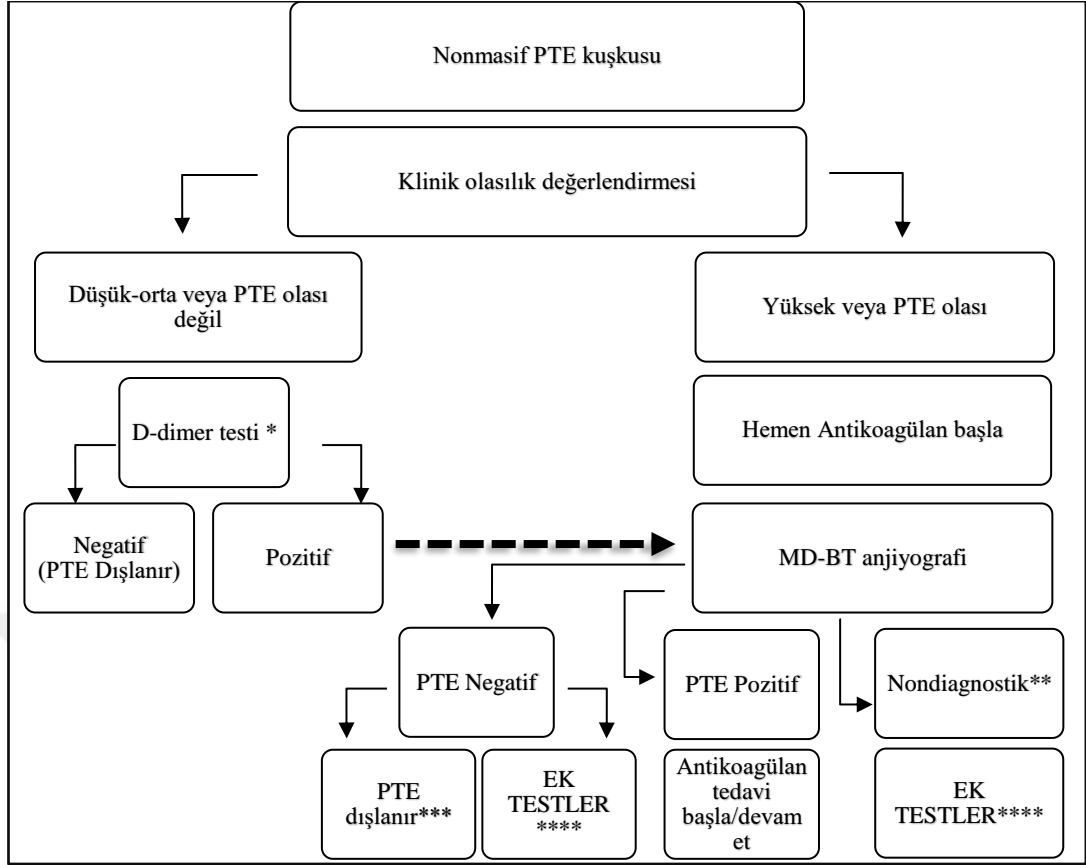 Nonmasif PTE kuşkusu
Klinik olasılık değerlendirmesi
Düşük-orta veya PTE olası
değil
Yüksek veya PTE olası
D-dimer testi *
Hemen Antikoagülan başla
Negatif
(PTE Dışlanır)
Pozitif
MD-BT anjiyografi
PTE Negatif
PTE Pozitif
Nondiagnostik**
PTE
dışlanır***
EK
TESTLER
****
Antikoagülan
tedavi
başla/devam
et
EK
TESTLER****